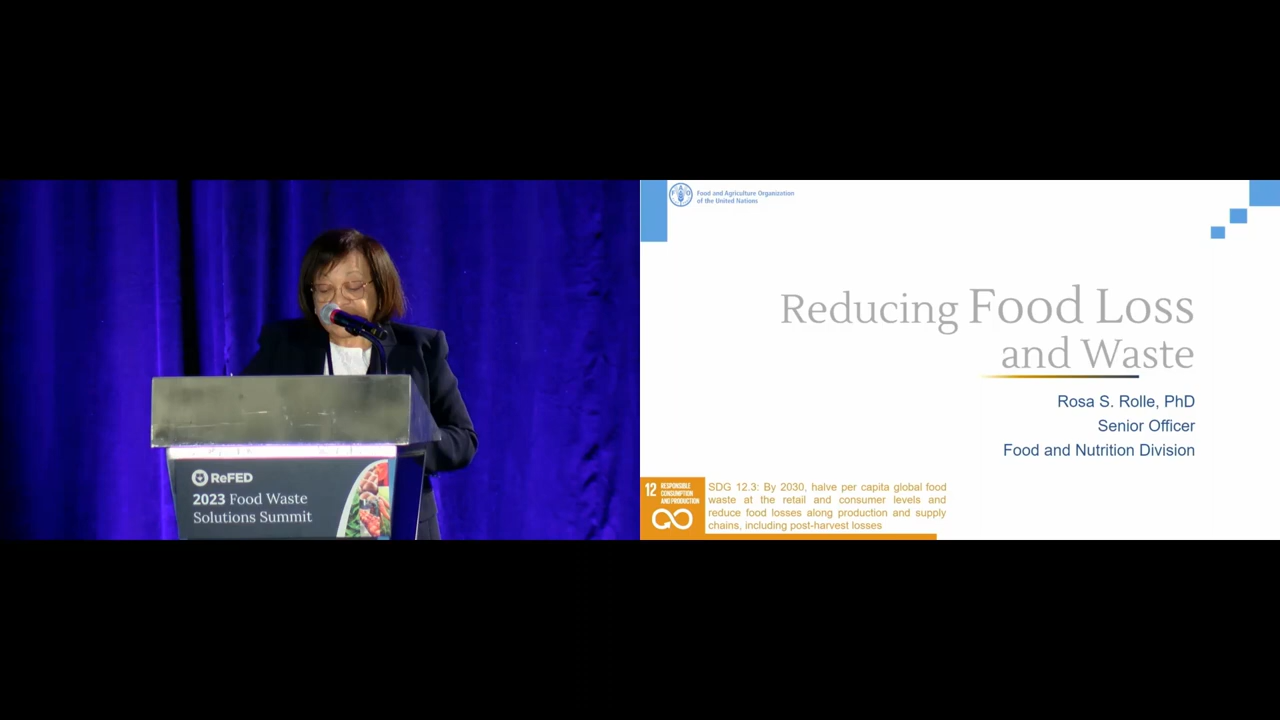 ReFED
2023 Food Waste
Solutions Summit
Food and Agriculture Organization
of the United Nations
Reducing Food Loss
and Waste
Rosa S. Rolle, PhD
Senior Officer
Food and Nutrition Division
12 RESPONSIBLE
CONSUMPTION
AND PRODUCTION
SDG 12.3: By 2030, halve per capita global food
waste at the retail and consumer levels and
reduce food losses along production and supply
chains, including post-harvest losses